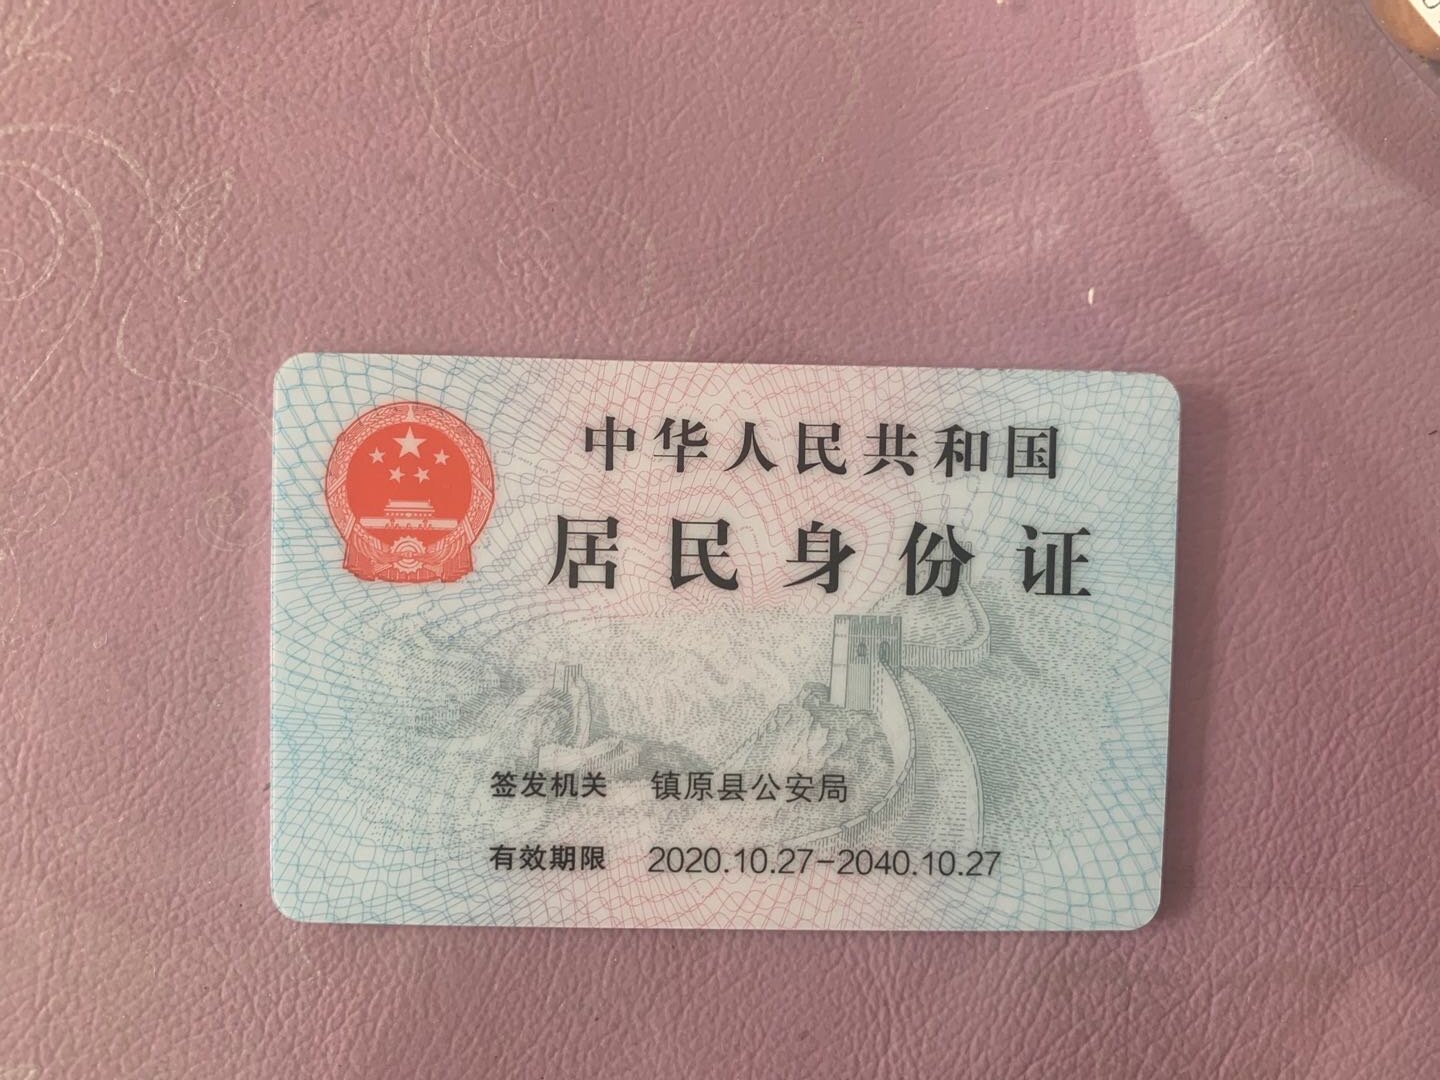 中华人民共和国
居民身份证
签发机关 镇原县公安局
有效期限 2020.10.27-2040.10.27